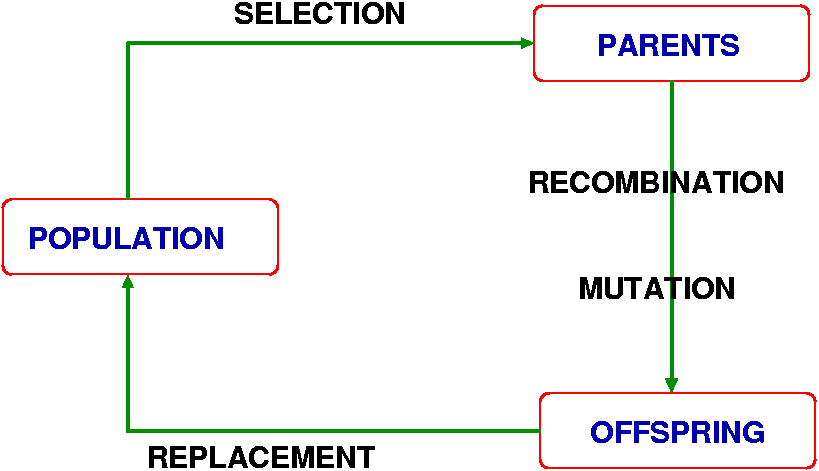 SELECTION
PARENTS
RECOMBINATION
POPULATION
MUTATION
OFFSPRING
REPLACEMENT